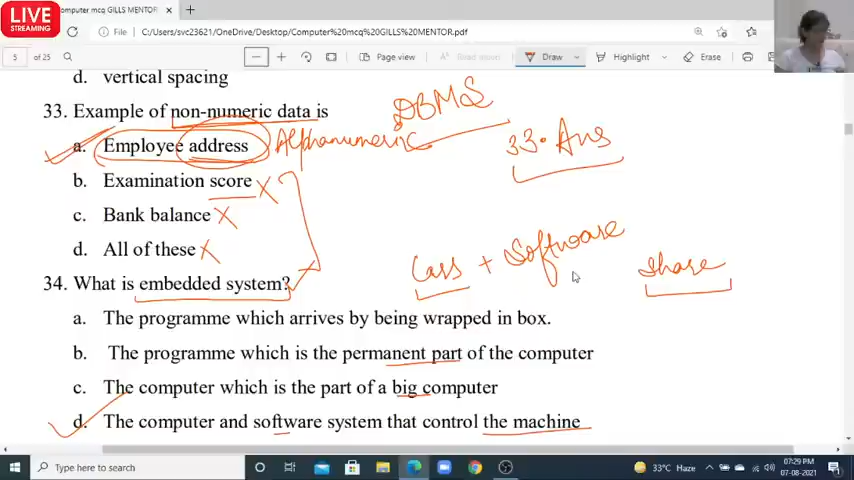 LIVE
STREAMING
Computer mcq GILLS MENTOR.pdf
File
C:/Users/svc23621/OneDrive/Desktop/Computer%20mcq%20GILLS%20MENTOR.pdf
5 of 25
Page view
Read aloud
Draw
Highlight
Erase
d. vertical spacing
33. Example of non-numeric data is
DBMS
a. Employee address
Alphanumeric
33. Ans
b. Examination score
c. Bank balance
d. All of these
+ Software
Share
34. What is embedded system?
a. The programme which arrives by being wrapped in box.
b. The programme which is the permanent part of the computer
c. The computer which is the part of a big computer
d. The computer and software system that control the machine
Type here to search
33°C Haze
07:29 PM
07-08-2021